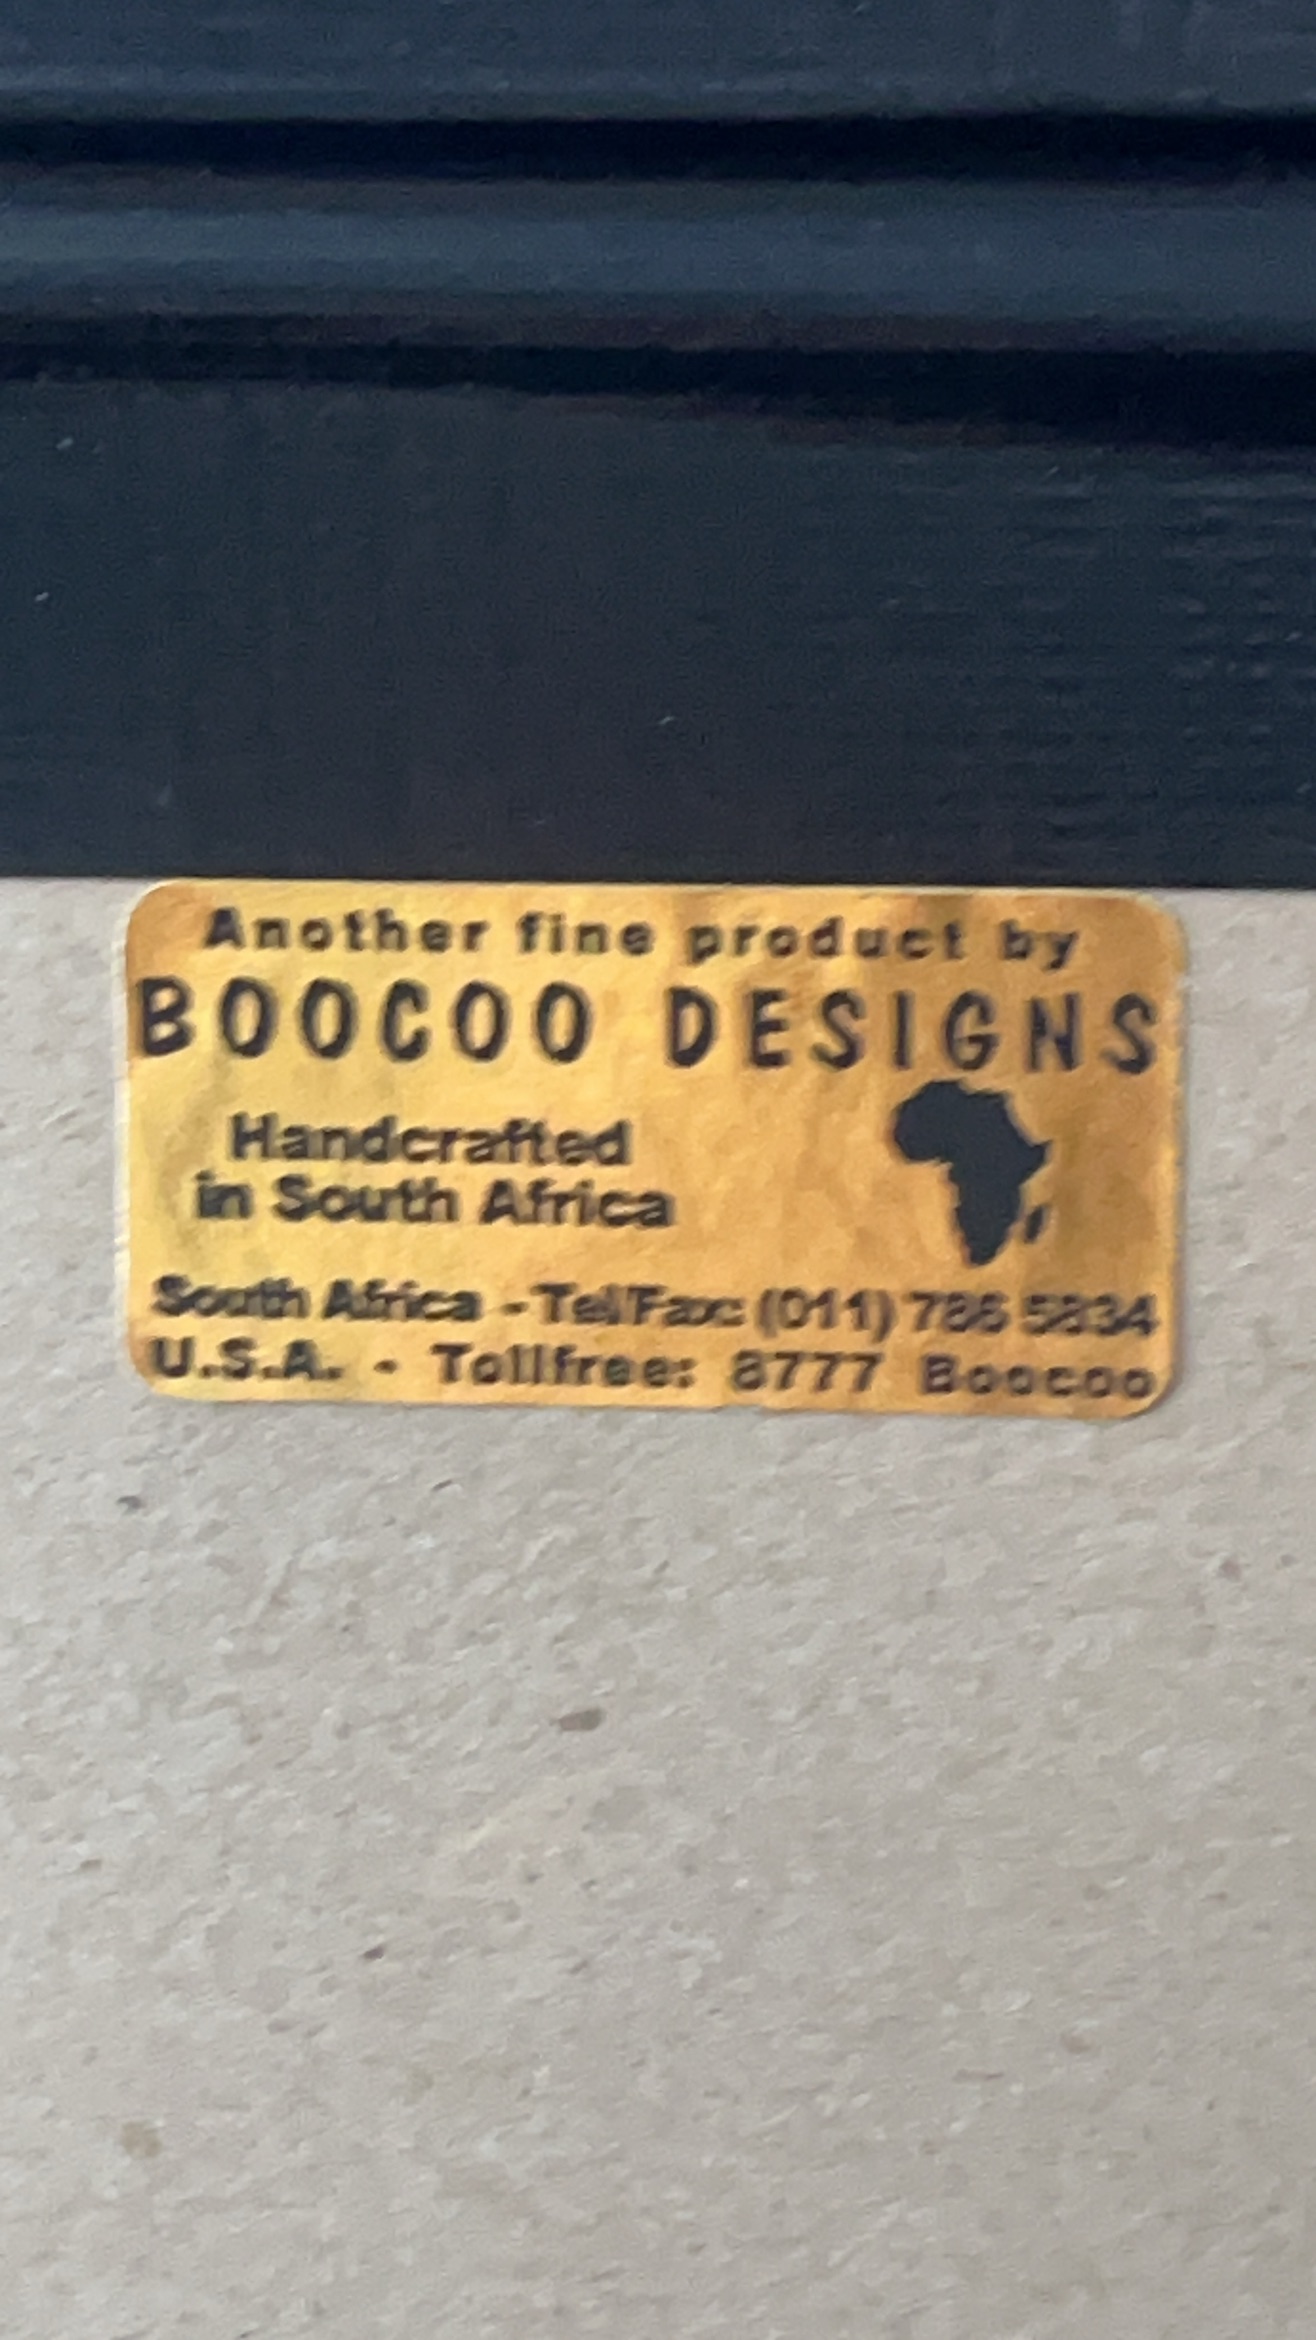 Another fine product by
BOOCOO DESIGNS
Handcrafted
in South Africa
South Africa - Tel/Fax: (011) 786 5834
U.S.A. - Tollfree: 8777 Boocoo